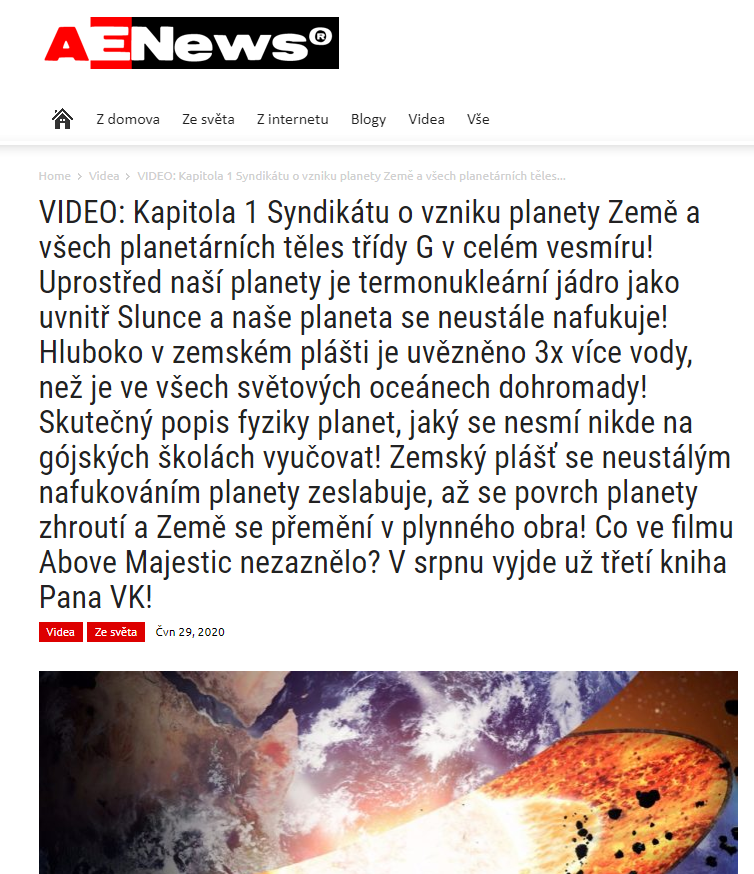 AENews®
Z domova Ze světa Z internetu Blogy Videa Vše
Home > Videa > VIDEO: Kapitola 1 Syndikátu o vzniku planety Země a všech planetárních těles...
VIDEO: Kapitola 1 Syndikátu o vzniku planety Země a
všech planetárních těles třídy G v celém vesmíru!
Uprostřed naší planety je termonukleární jádro jako
uvnitř Slunce a naše planeta se neustále nafukuje!
Hluboko v zemském plášti je uvězněno 3x více vody,
než je ve všech světových oceánech dohromady!
Skutečný popis fyziky planet, jaký se nesmí nikde na
gójských školách vyučovat! Zemský plášť se neustálým
nafukováním planety zeslabuje, až se povrch planety
zhroutí a Země se přemění v plynného obra! Co ve filmu
Above Majestic nezaznělo? V srpnu vyjde už třetí kniha
Pana VK!
Videa Ze světa Čvn 29, 2020